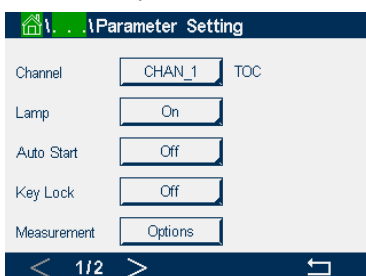 \. . .\Parameter Setting
Channel CHAN_1 TOC
Lamp On
Auto Start Off
Key Lock Off
Measurement Options
< 1/2 >